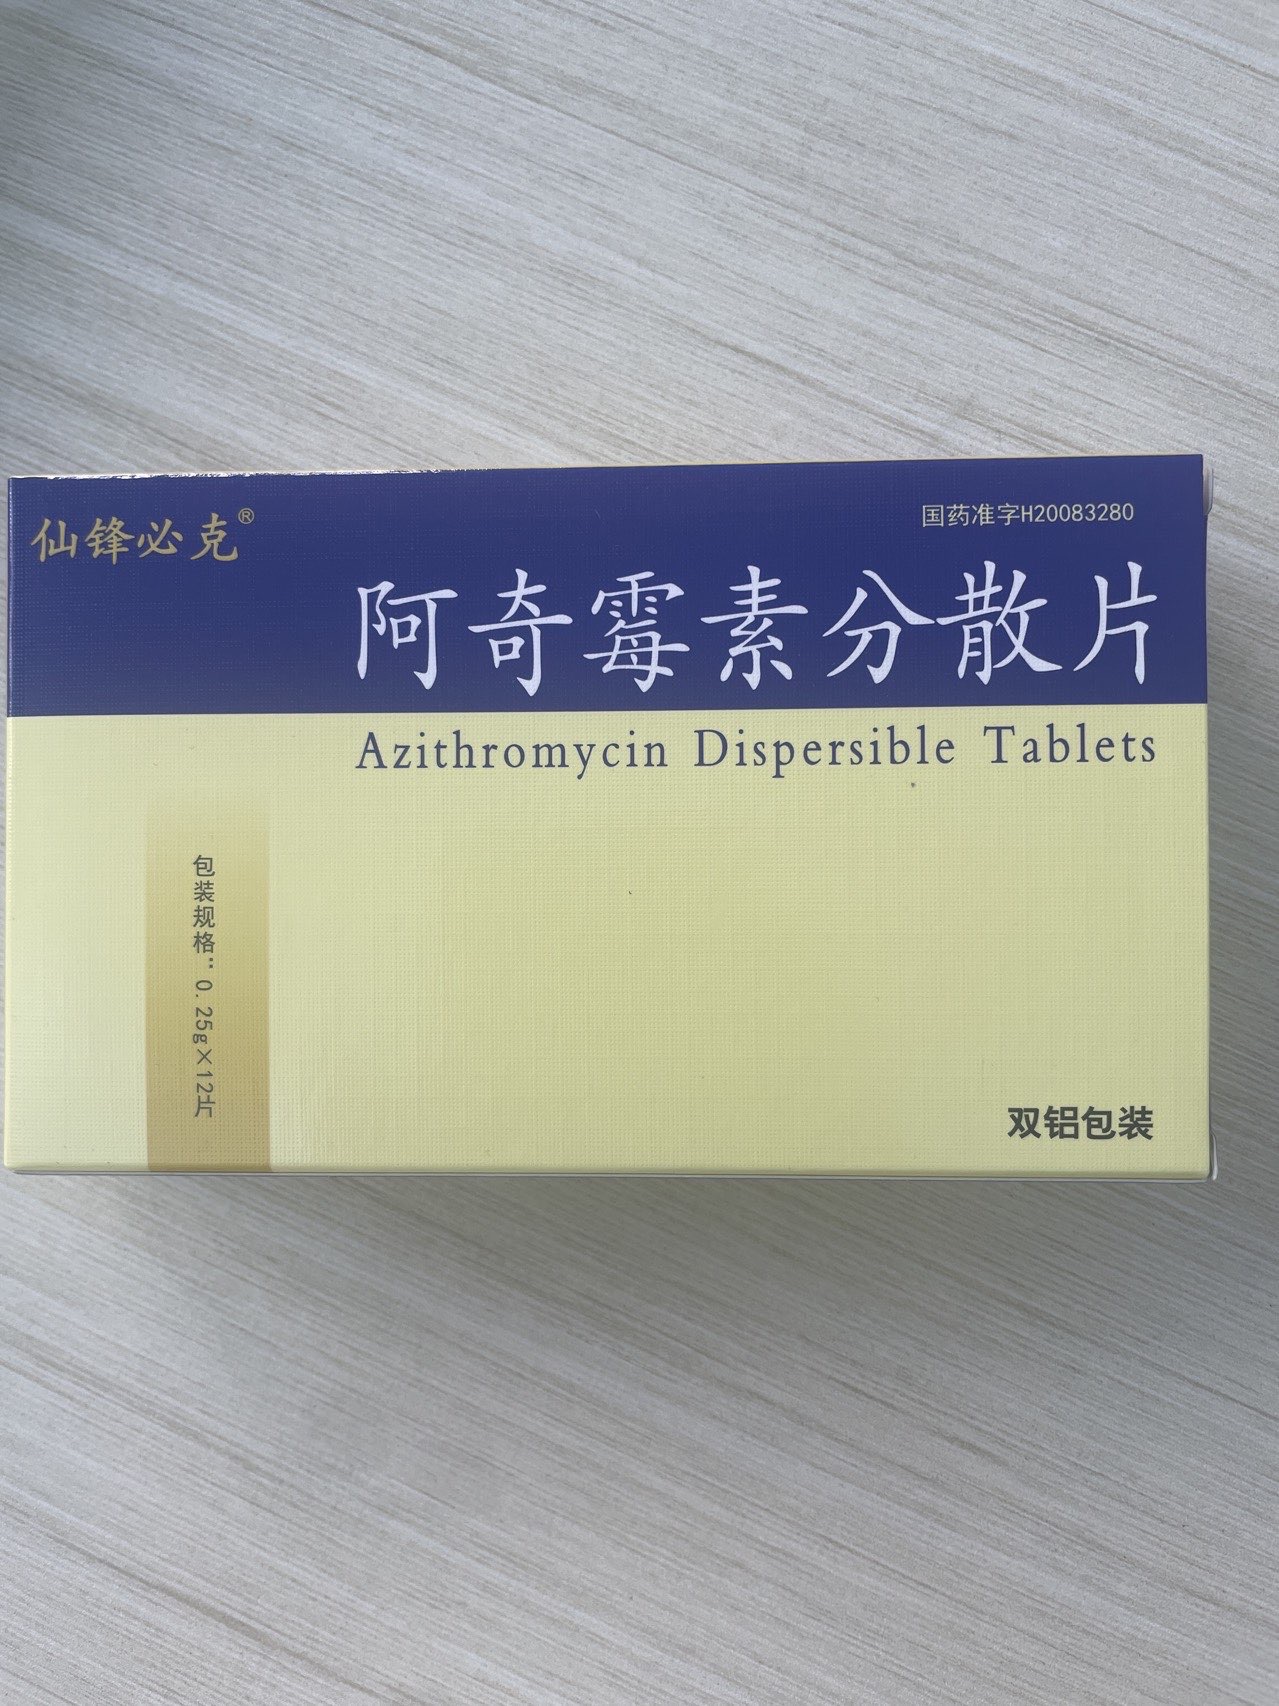 仙锋必克®
国药准字H20083280
阿奇霉素分散片
Azithromycin Dispersible Tablets
包装规格：0.25g×12片
双铝包装